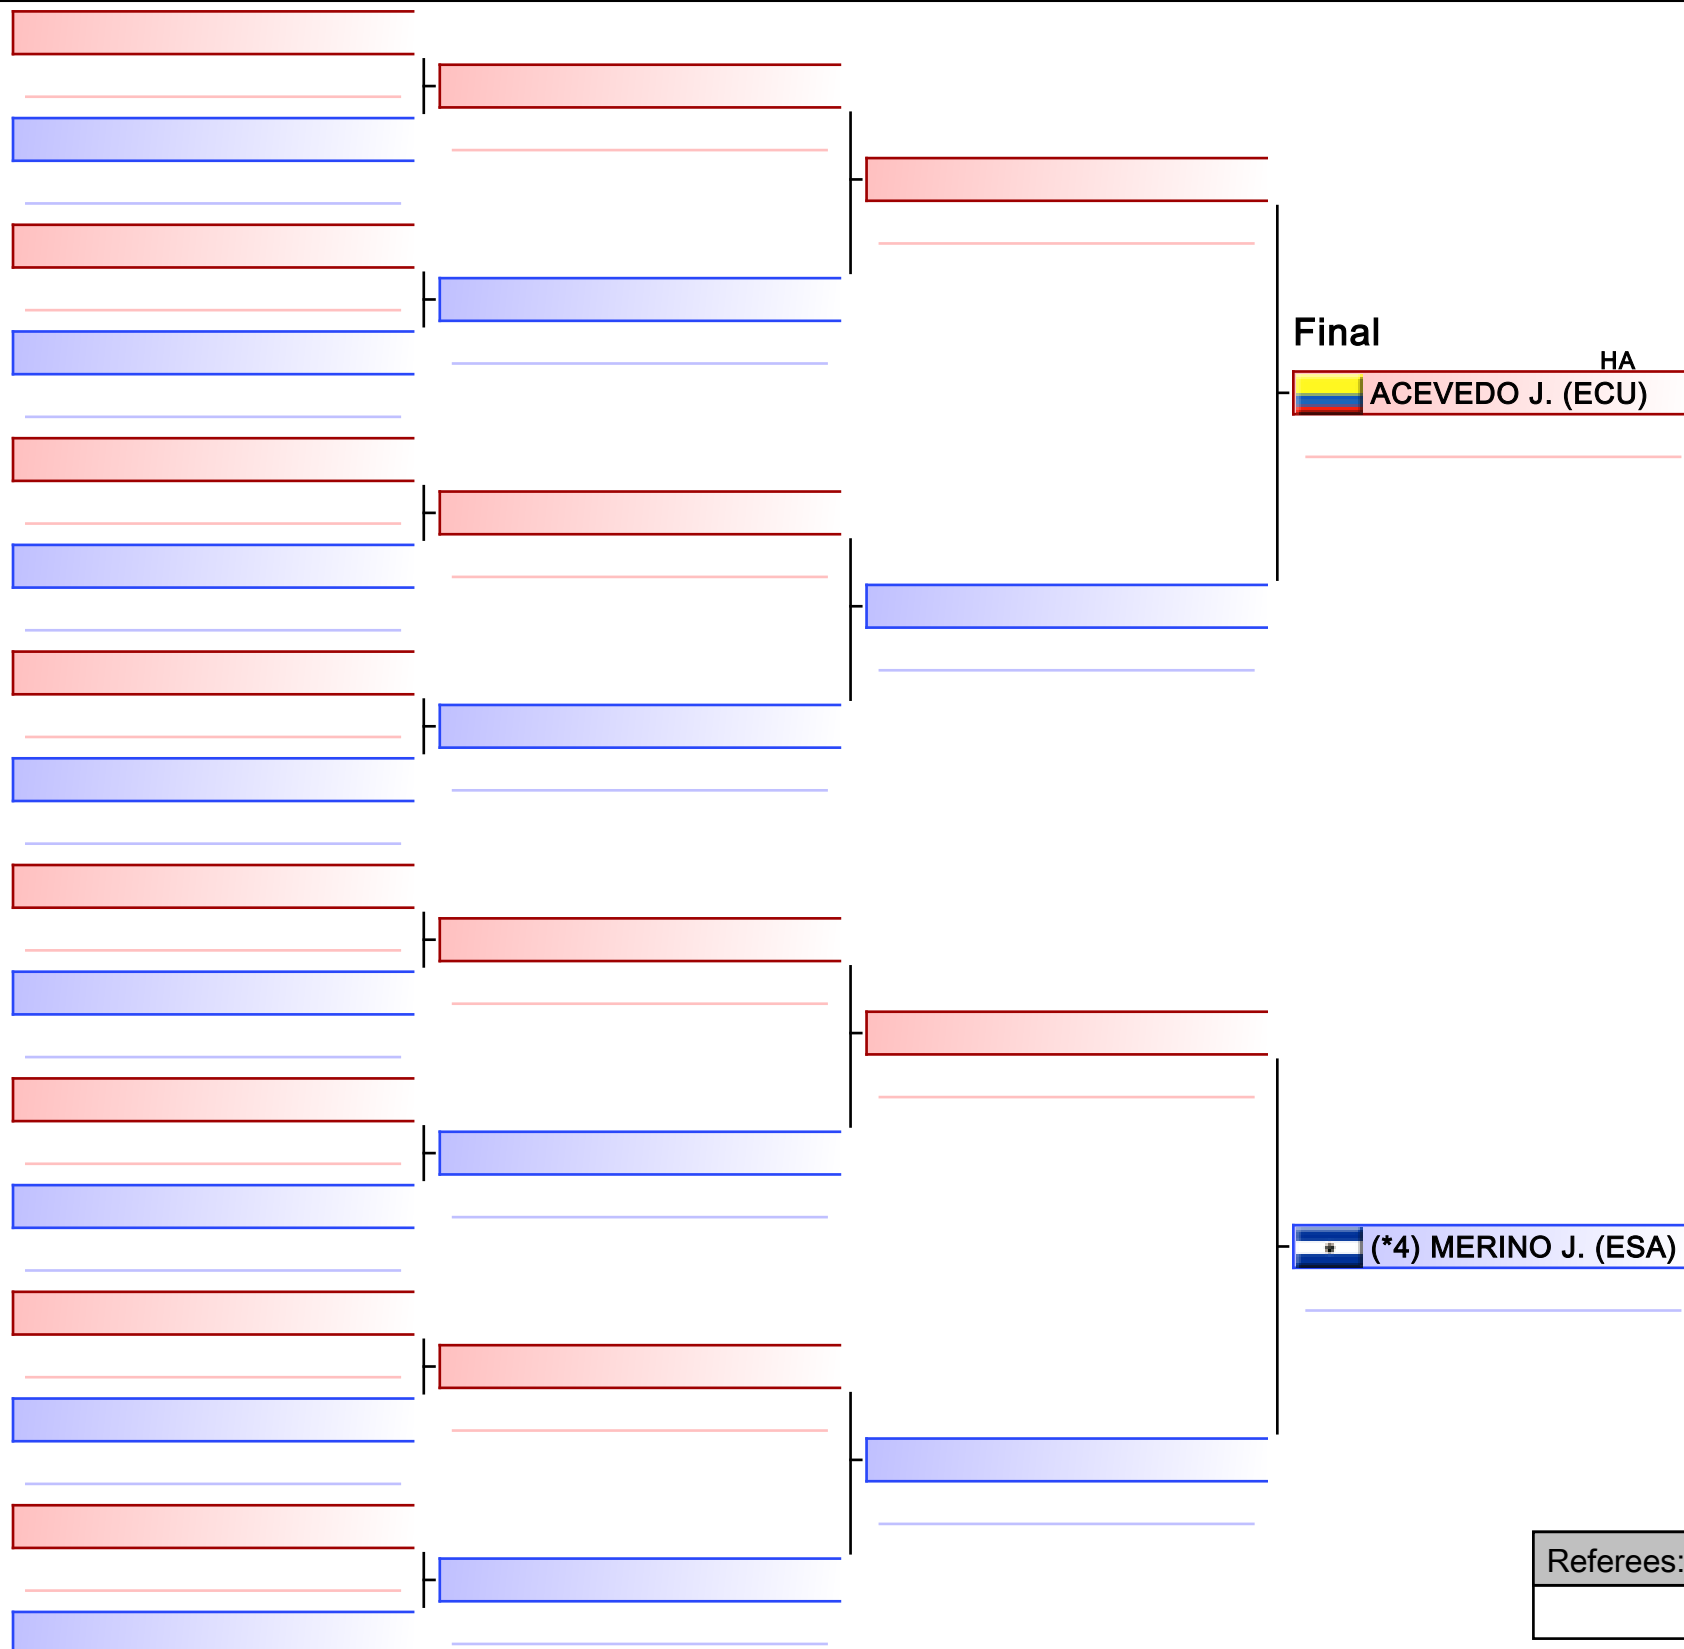 Final
HA
ACEVEDO J. (ECU)
(*4) MERINO J. (ESA)
Referees: